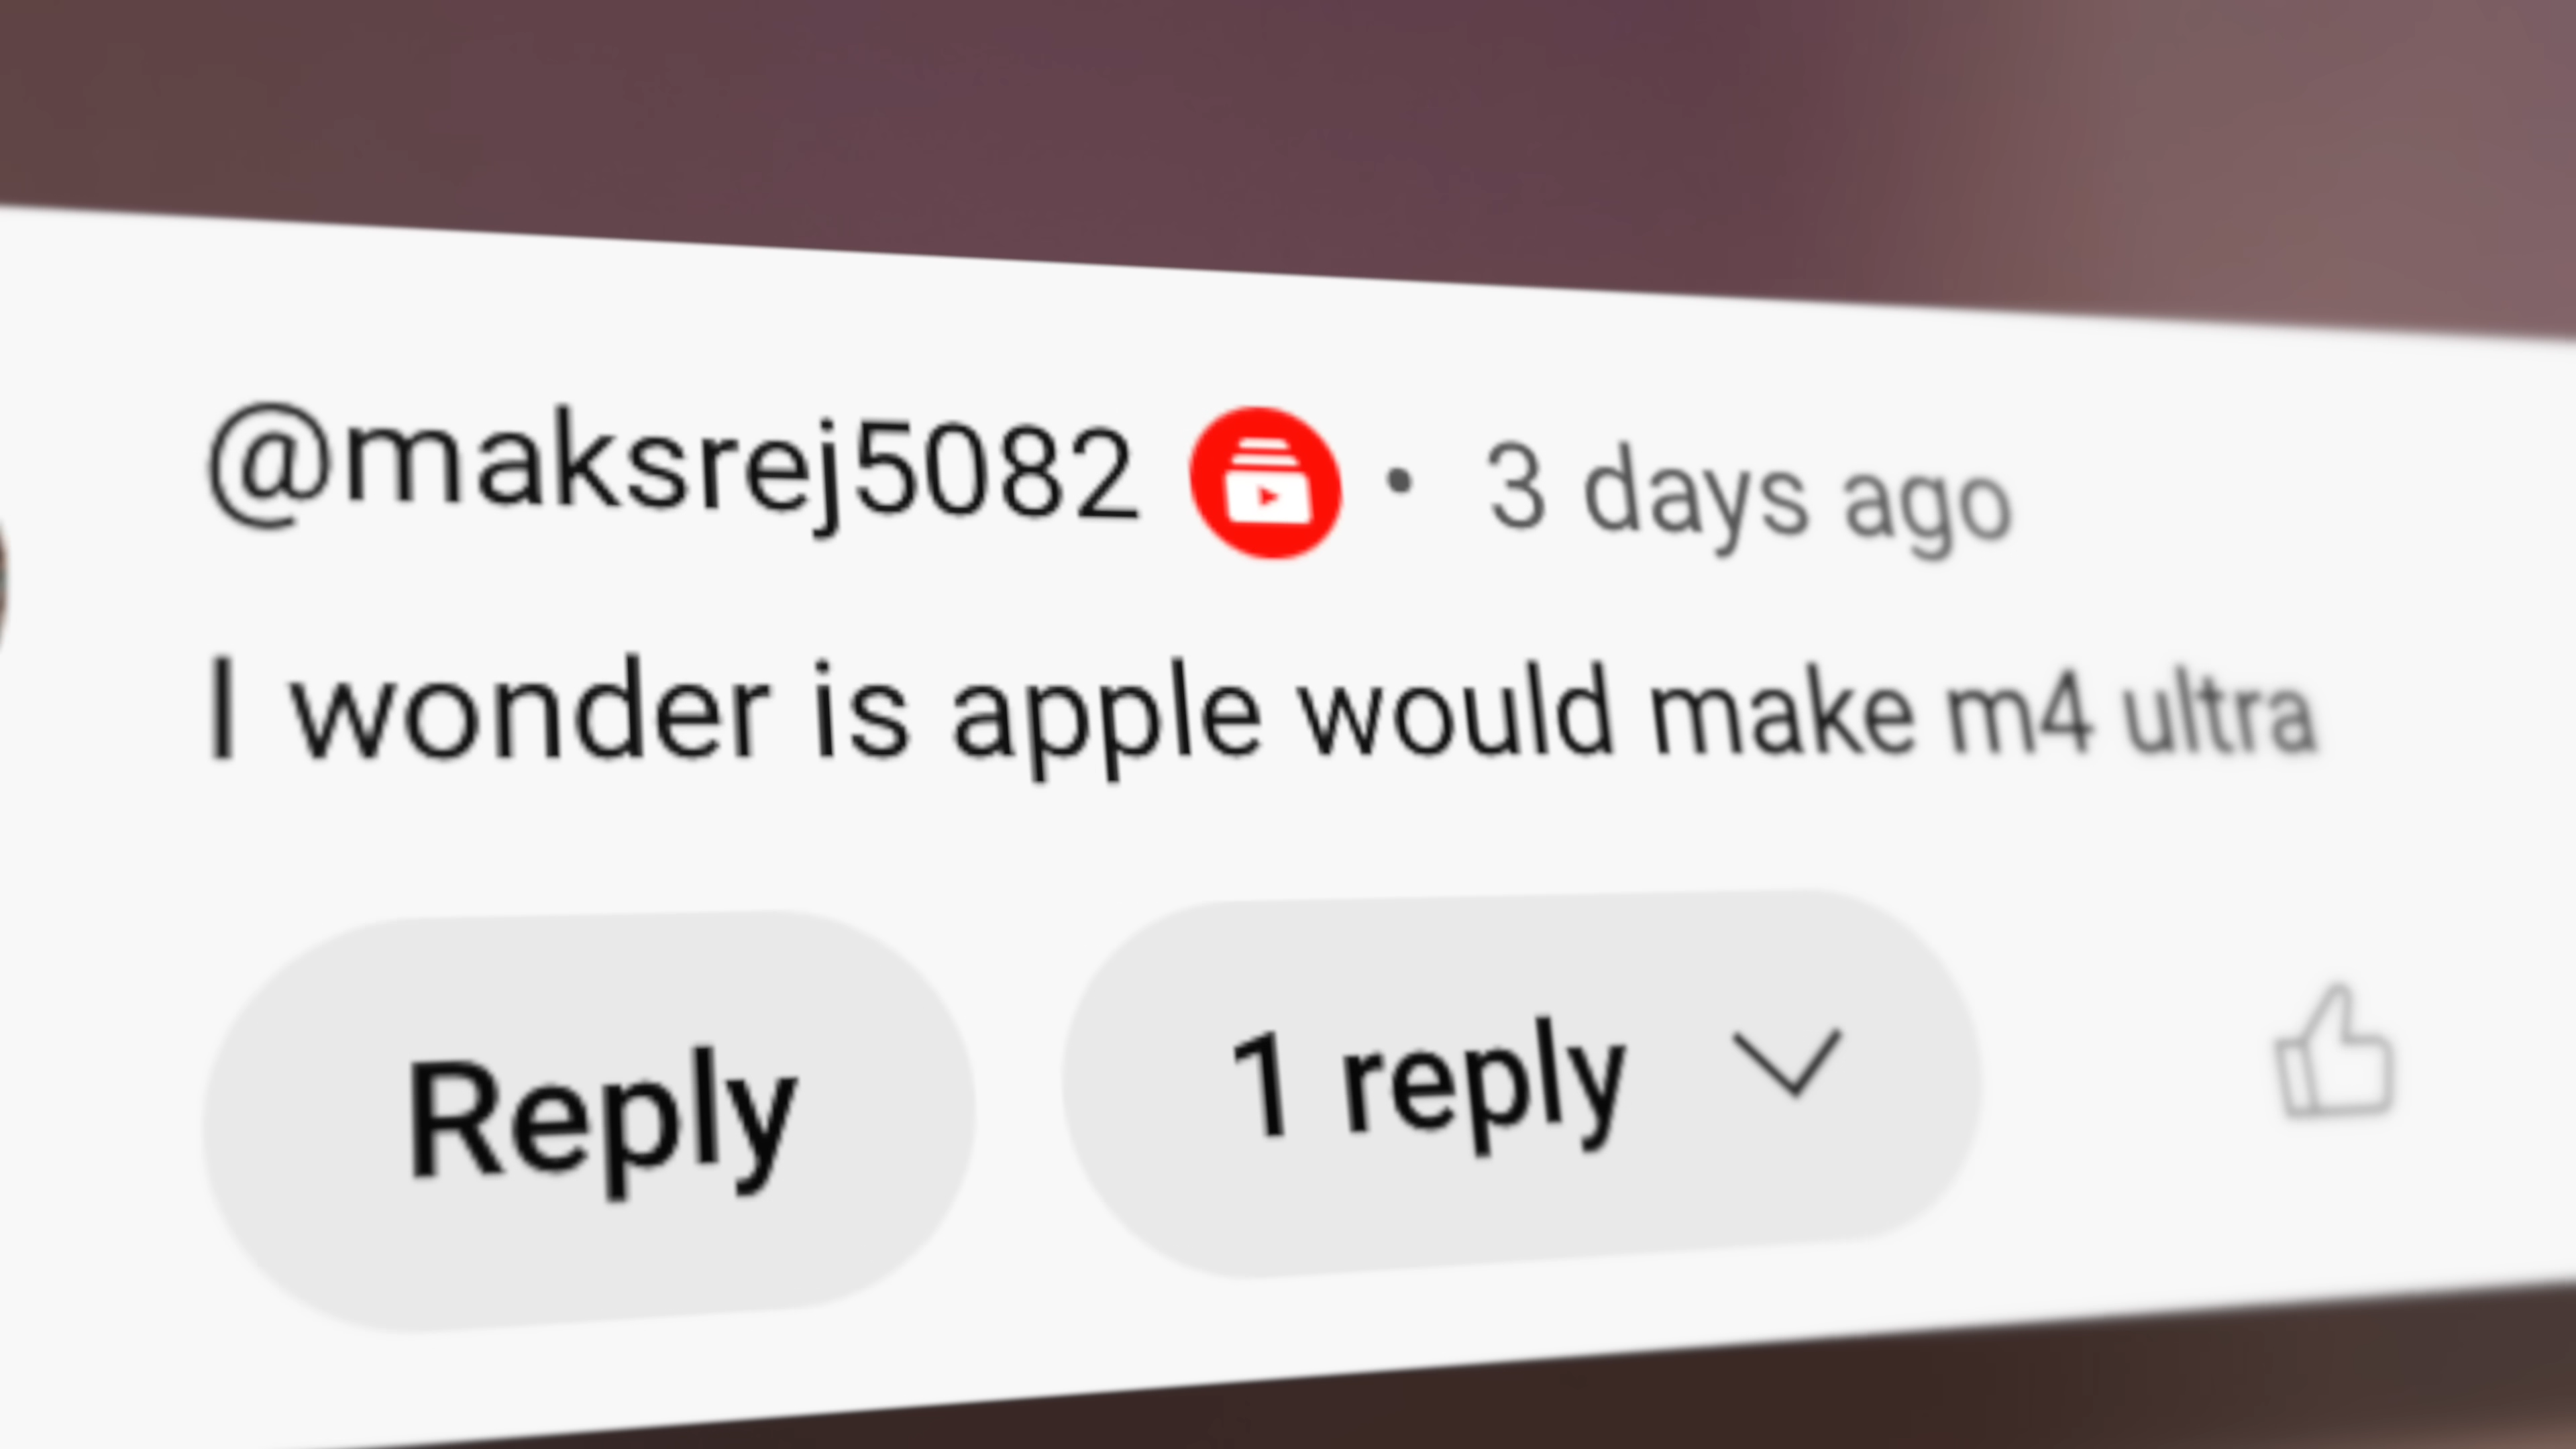 @maksrej5082 • 3 days ago
I wonder is apple would make m4 ultra
Reply 1 reply